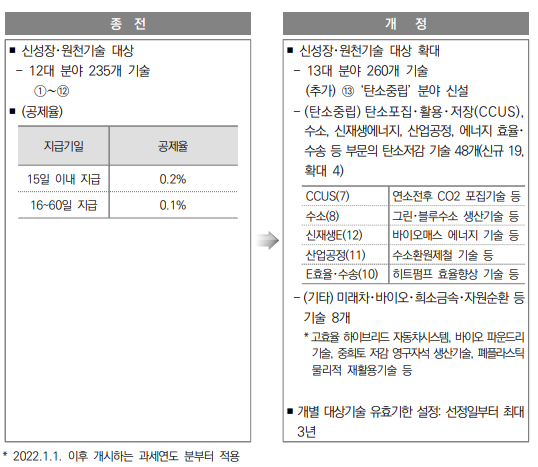 종 전
■ 신성장·원천기술 대상
- 12대 분야 235개 기술
①~⑫
■ (공제율)
지급기일 공제율
15일 이내 지급 0.2%
16~60일 지급 0.1%
개 정
■ 신성장·원천기술 대상 확대
- 13대 분야 260개 기술
(추가) ⑬ '탄소중립' 분야 신설
- (탄소중립) 탄소포집·활용·저장(CCUS),
수소, 신재생에너지, 산업공정, 에너지 효율·
수송 등 부문의 탄소저감 기술 48개(신규 19,
확대 4)
CCUS(7) 연소전후 CO2 포집기술 등
수소(8) 그린·블루수소 생산기술 등
신재생E(12) 바이오매스 에너지 기술 등
산업공정(11) 수소환원제철 기술 등
E효율·수송(10) 히트펌프 효율향상 기술 등
- (기타) 미래차·바이오·희소금속·자원순환 등
기술 8개
* 고효율 하이브리드 자동차시스템, 바이오 파운드리
기술, 중희토 저감 영구자석 생산기술, 폐플라스틱
물리적 재활용기술 등
■ 개별 대상기술 유효기한 설정: 선정일부터 최대
3년
* 2022.1.1. 이후 개시하는 과세연도 분부터 적용